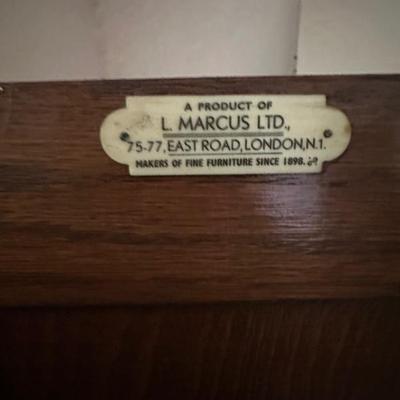 A PRODUCT OF
L. MARCUS LTD.,
75-77, EAST ROAD, LONDON, N.1.
MAKERS OF FINE FURNITURE SINCE 1898.